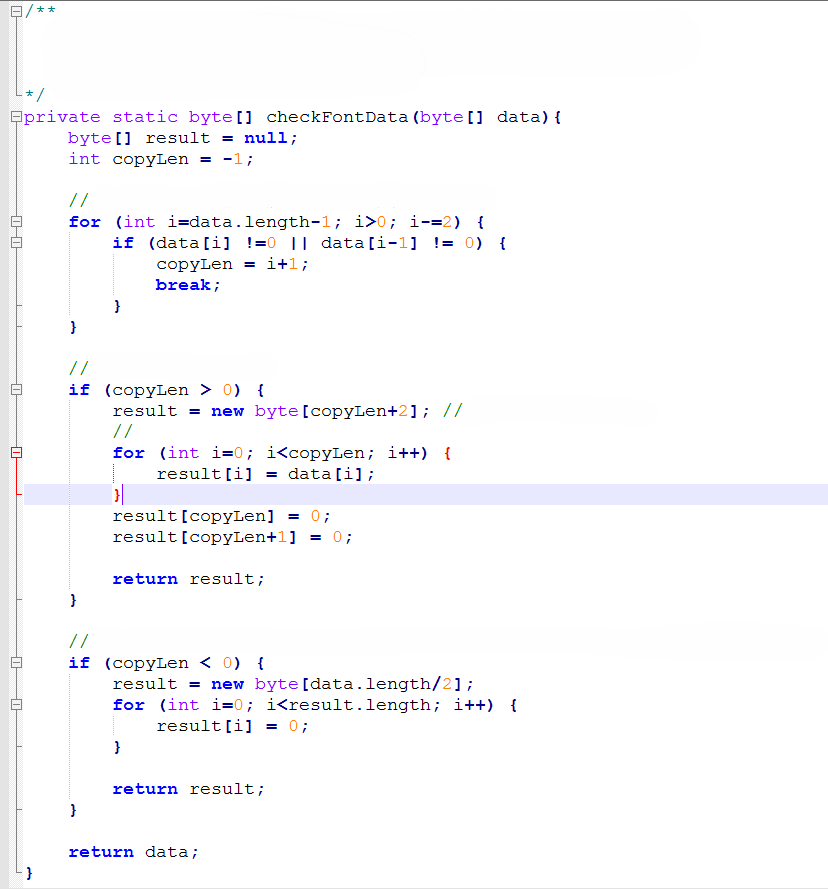 /**
*/
private static byte[] checkFontData(byte[] data){
    byte[] result = null;
    int copyLen = -1;

    //
    for (int i=data.length-1; i>0; i-=2) {
        if (data[i] !=0 || data[i-1] != 0) {
            copyLen = i+1;
            break;
        }
    }

    //
    if (copyLen > 0) {
        result = new byte[copyLen+2]; //
        //
        for (int i=0; i<copyLen; i++) {
            result[i] = data[i];
        }
        result[copyLen] = 0;
        result[copyLen+1] = 0;

        return result;
    }

    //
    if (copyLen < 0) {
        result = new byte[data.length/2];
        for (int i=0; i<result.length; i++) {
            result[i] = 0;
        }

        return result;
    }

    return data;
}